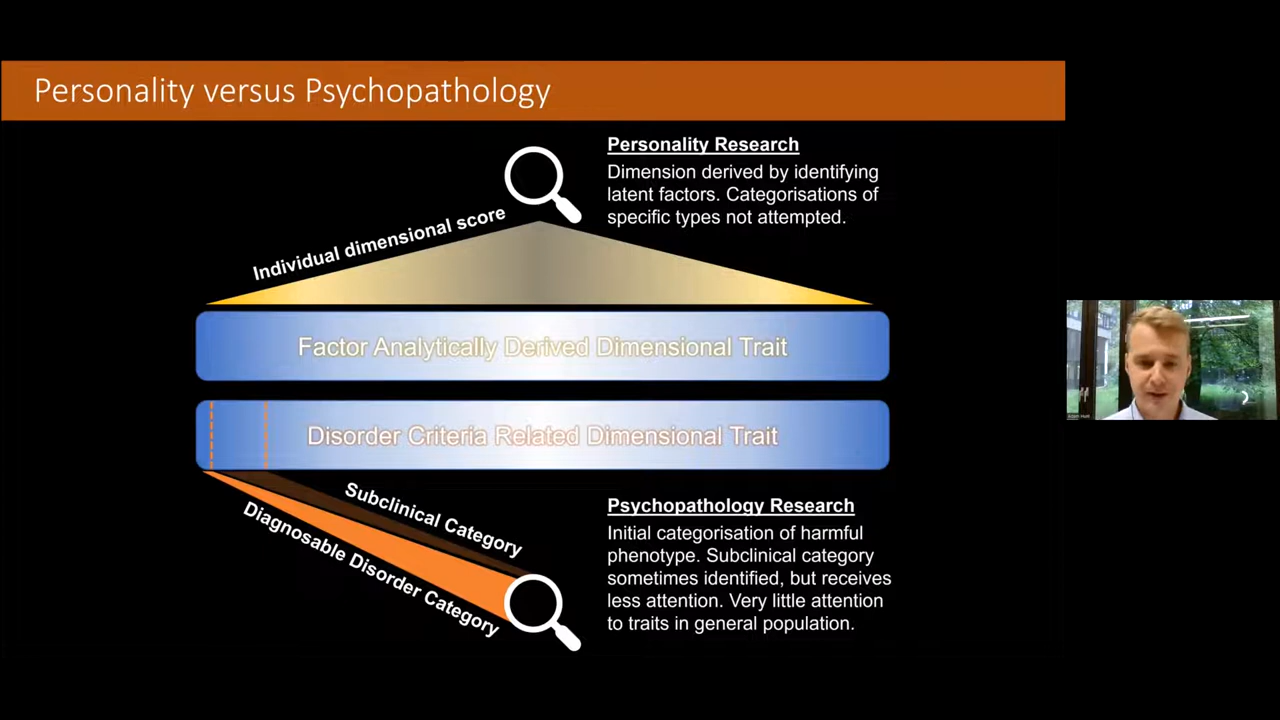 Personality versus Psychopathology
Personality Research
Dimension derived by identifying
latent factors. Categorisations of
specific types not attempted.
Individual dimensional score
Factor Analytically Derived Dimensional Trait
Disorder Criteria Related Dimensional Trait
Subclinical Category
Diagnosable Disorder Category
Psychopathology Research
Initial categorisation of harmful
phenotype. Subclinical category
sometimes identified, but receives
less attention. Very little attention
to traits in general population.
Adam Hunt